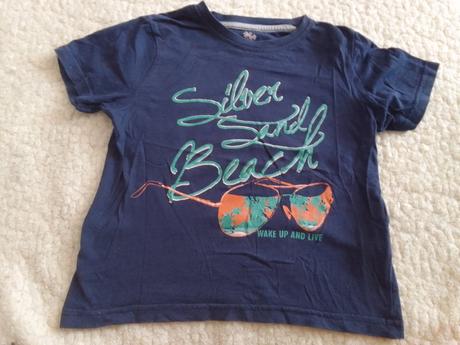 Silver
Sand
Beach
WAKE UP AND LIVE